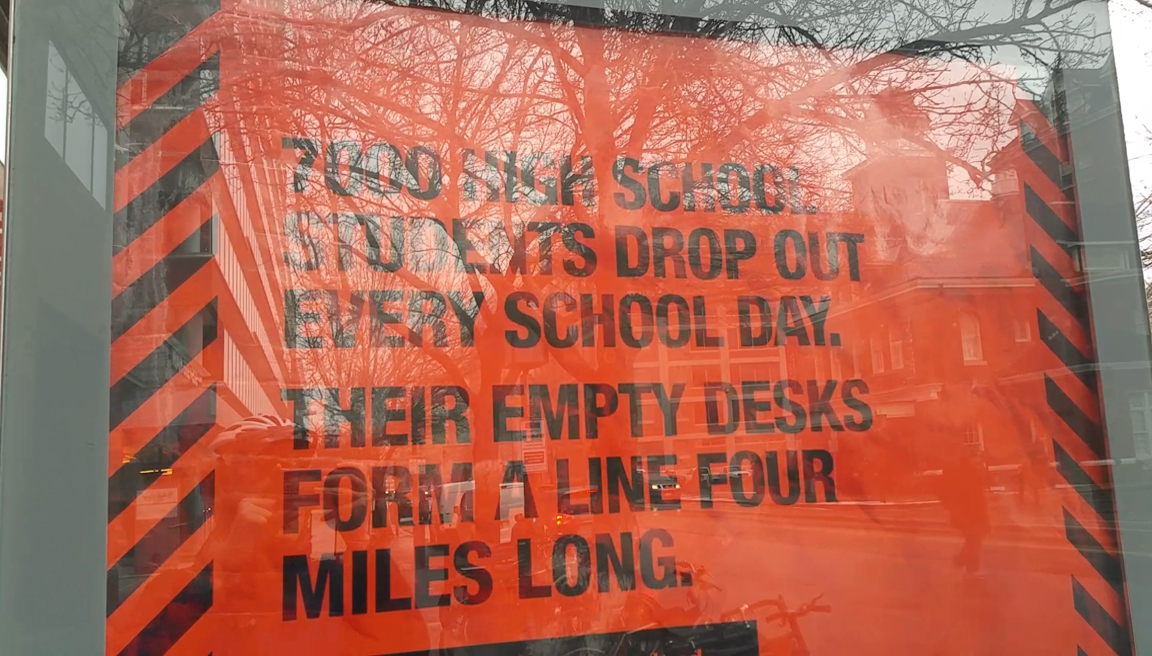 7000 HIGH SCHOOL
STUDENTS DROP OUT
EVERY SCHOOL DAY.
THEIR EMPTY DESKS
FORM A LINE FOUR
MILES LONG.